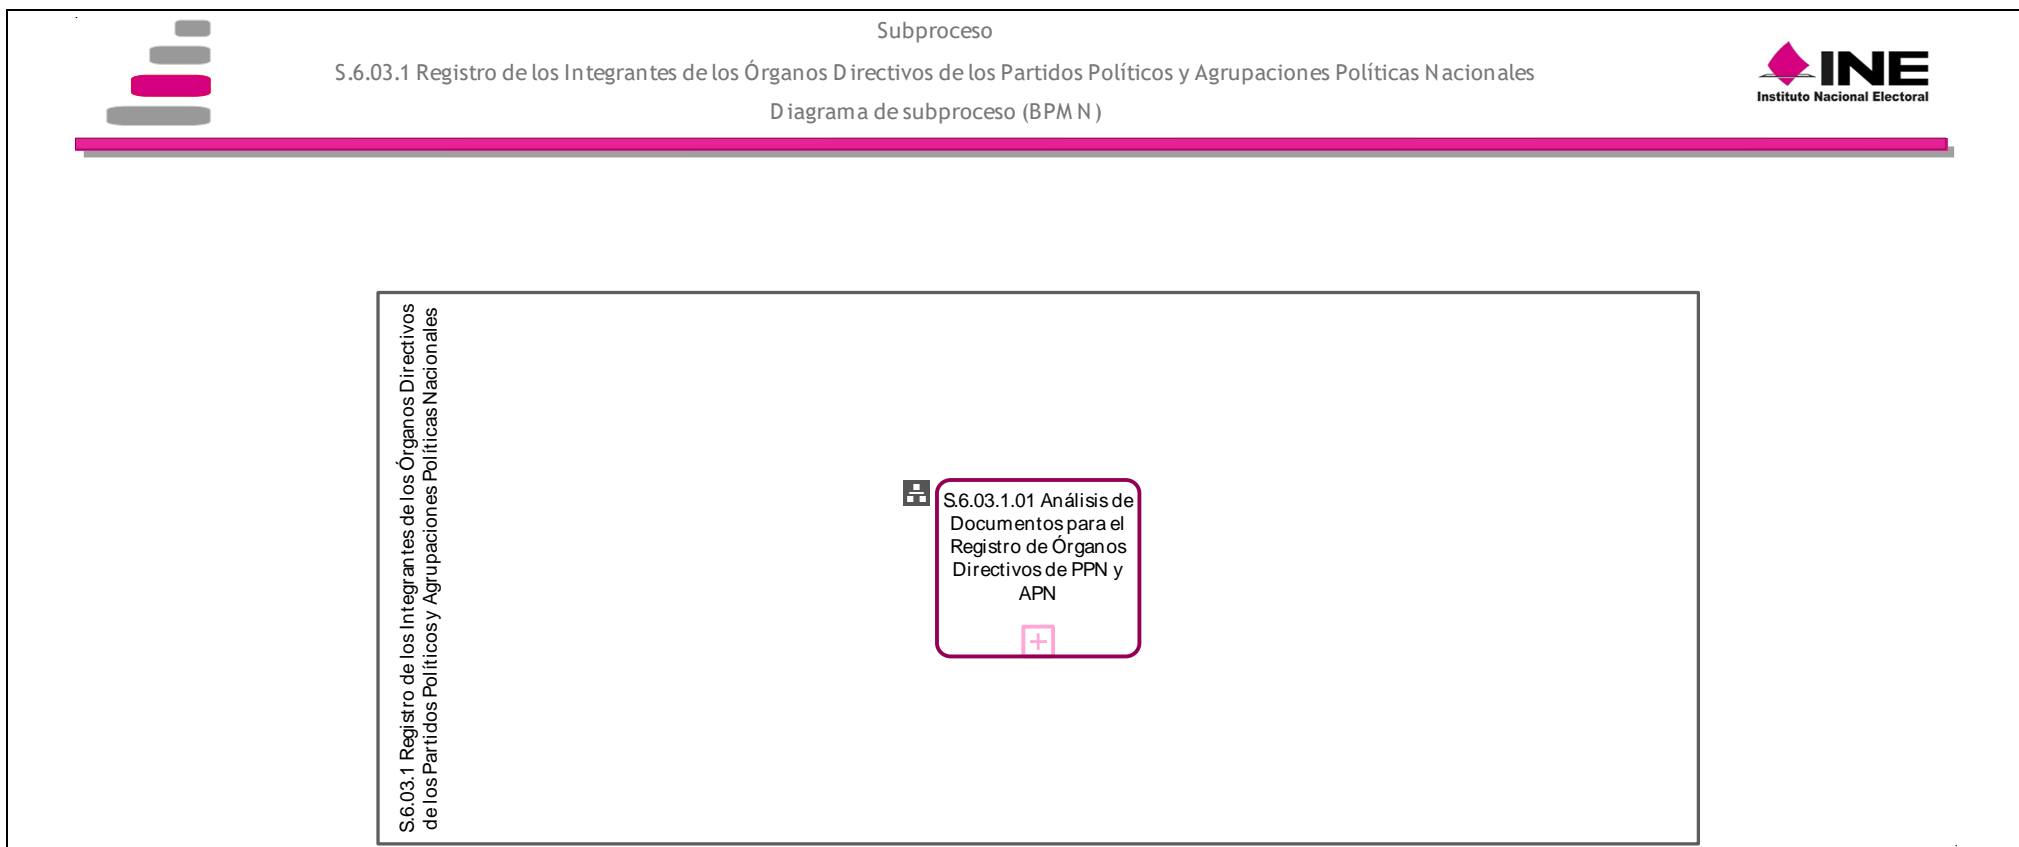 Subproceso
S.6.03.1 Registro de los Integrantes de los Órganos Directivos de los Partidos Políticos y Agrupaciones Políticas Nacionales
Diagrama de subproceso (BPMN)
INE
Instituto Nacional Electoral
S.6.03.1 Registro de los Integrantes de los Órganos Directivos
de los Partidos Políticos y Agrupaciones Políticas Nacionales
S.6.03.1.01 Análisis de
Documentos para el
Registro de Órganos
Directivos de PPN y
APN